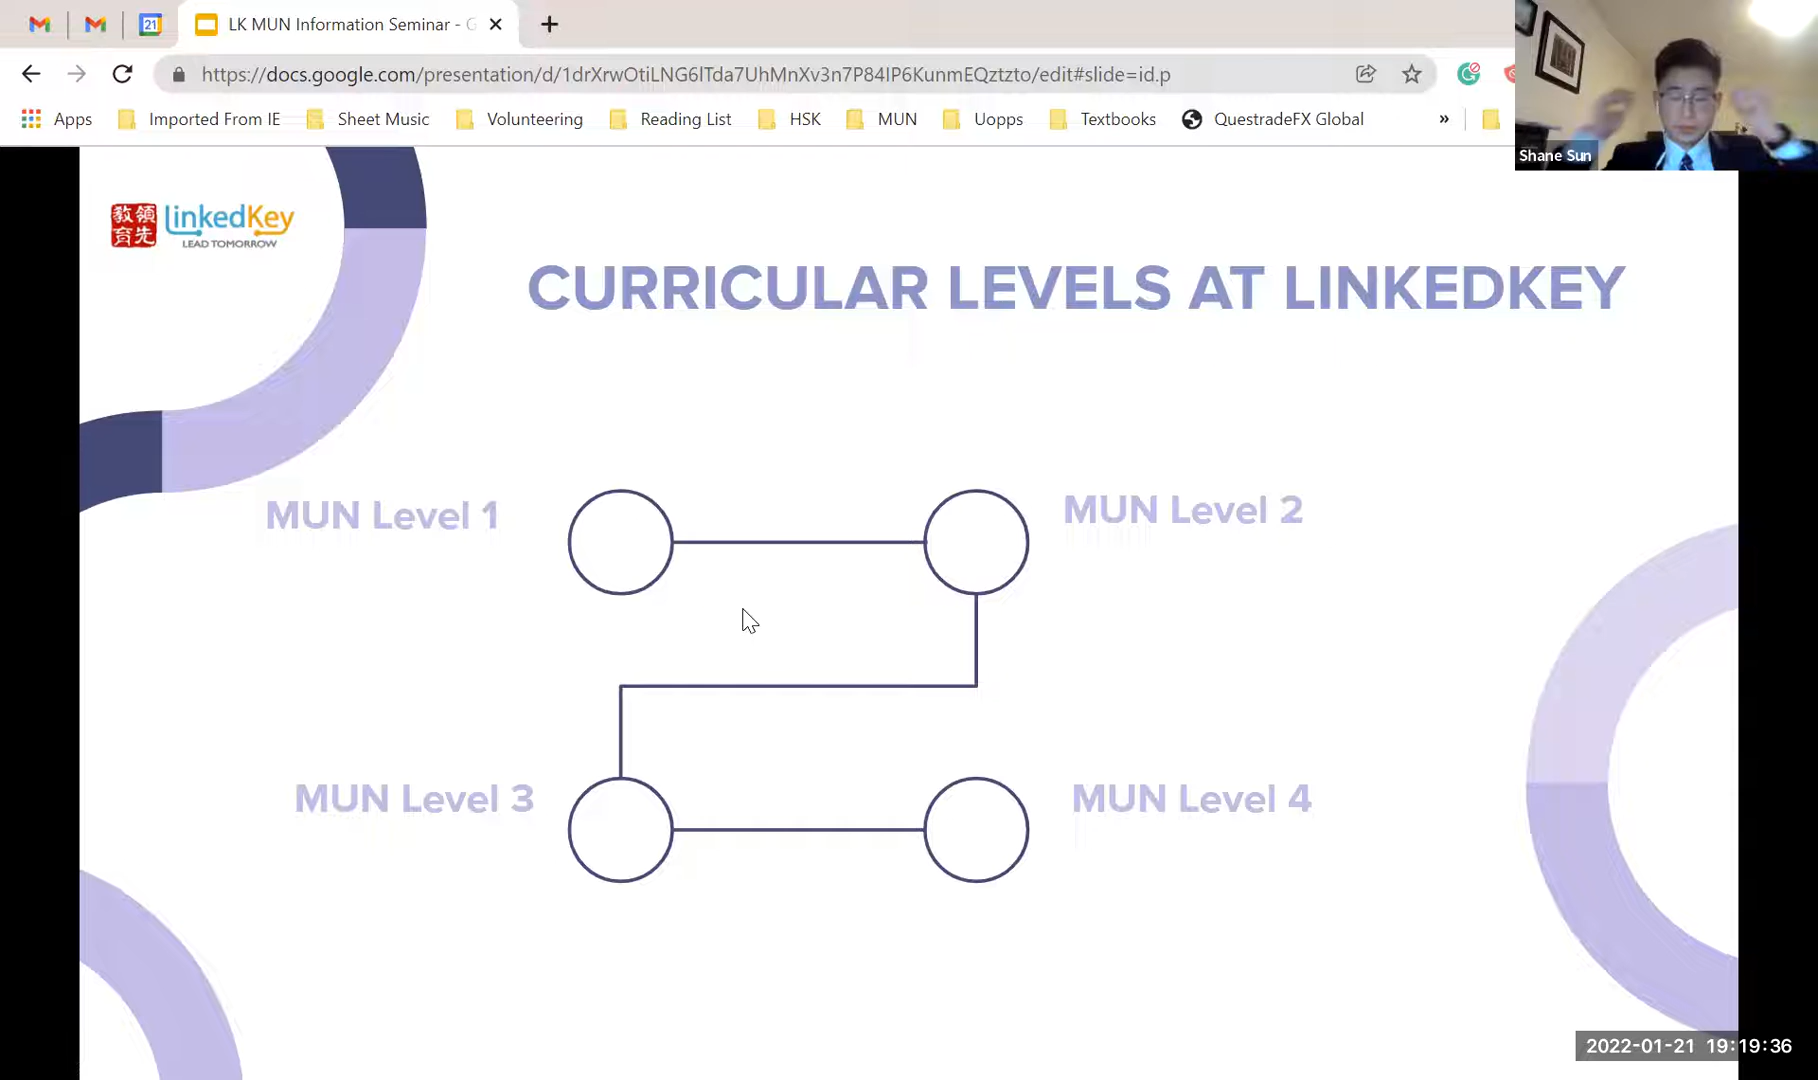 21
LK MUN Information Seminar - G
https://docs.google.com/presentation/d/1drXrwOtiLNG6lTda7UhMnXv3n7P84IP6KunmEQztzto/edit#slide=id.p
Apps
Imported From IE
Sheet Music
Volunteering
Reading List
HSK
MUN
Uopps
Textbooks
QuestradeFX Global
»
Shane Sun
教領
育先
LinkedKey
LEAD TOMORROW
CURRICULAR LEVELS AT LINKEDKEY
MUN Level 1
MUN Level 2
MUN Level 3
MUN Level 4
2022-01-21 19:19:36